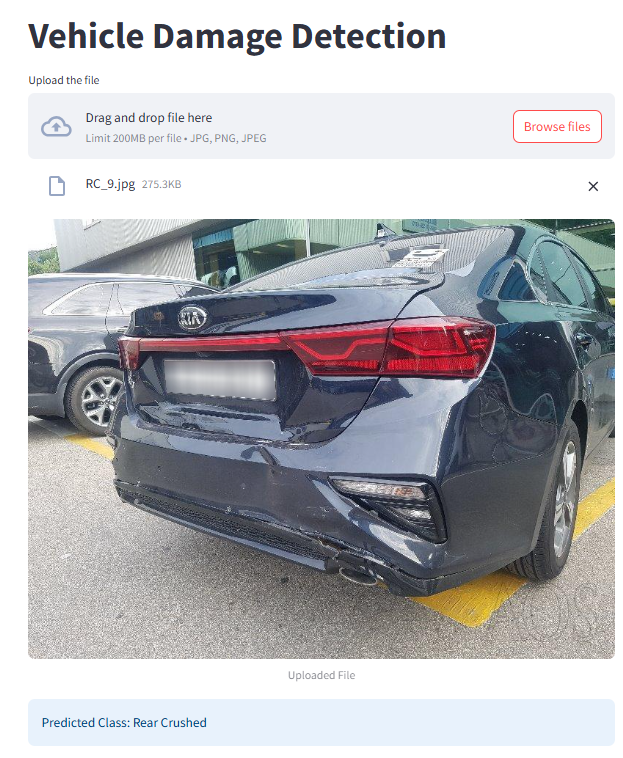 Vehicle Damage Detection
Upload the file
Drag and drop file here
Limit 200MB per file • JPG, PNG, JPEG
Browse files
RC_9.jpg 275.3KB
KIA
Uploaded File
Predicted Class: Rear Crushed